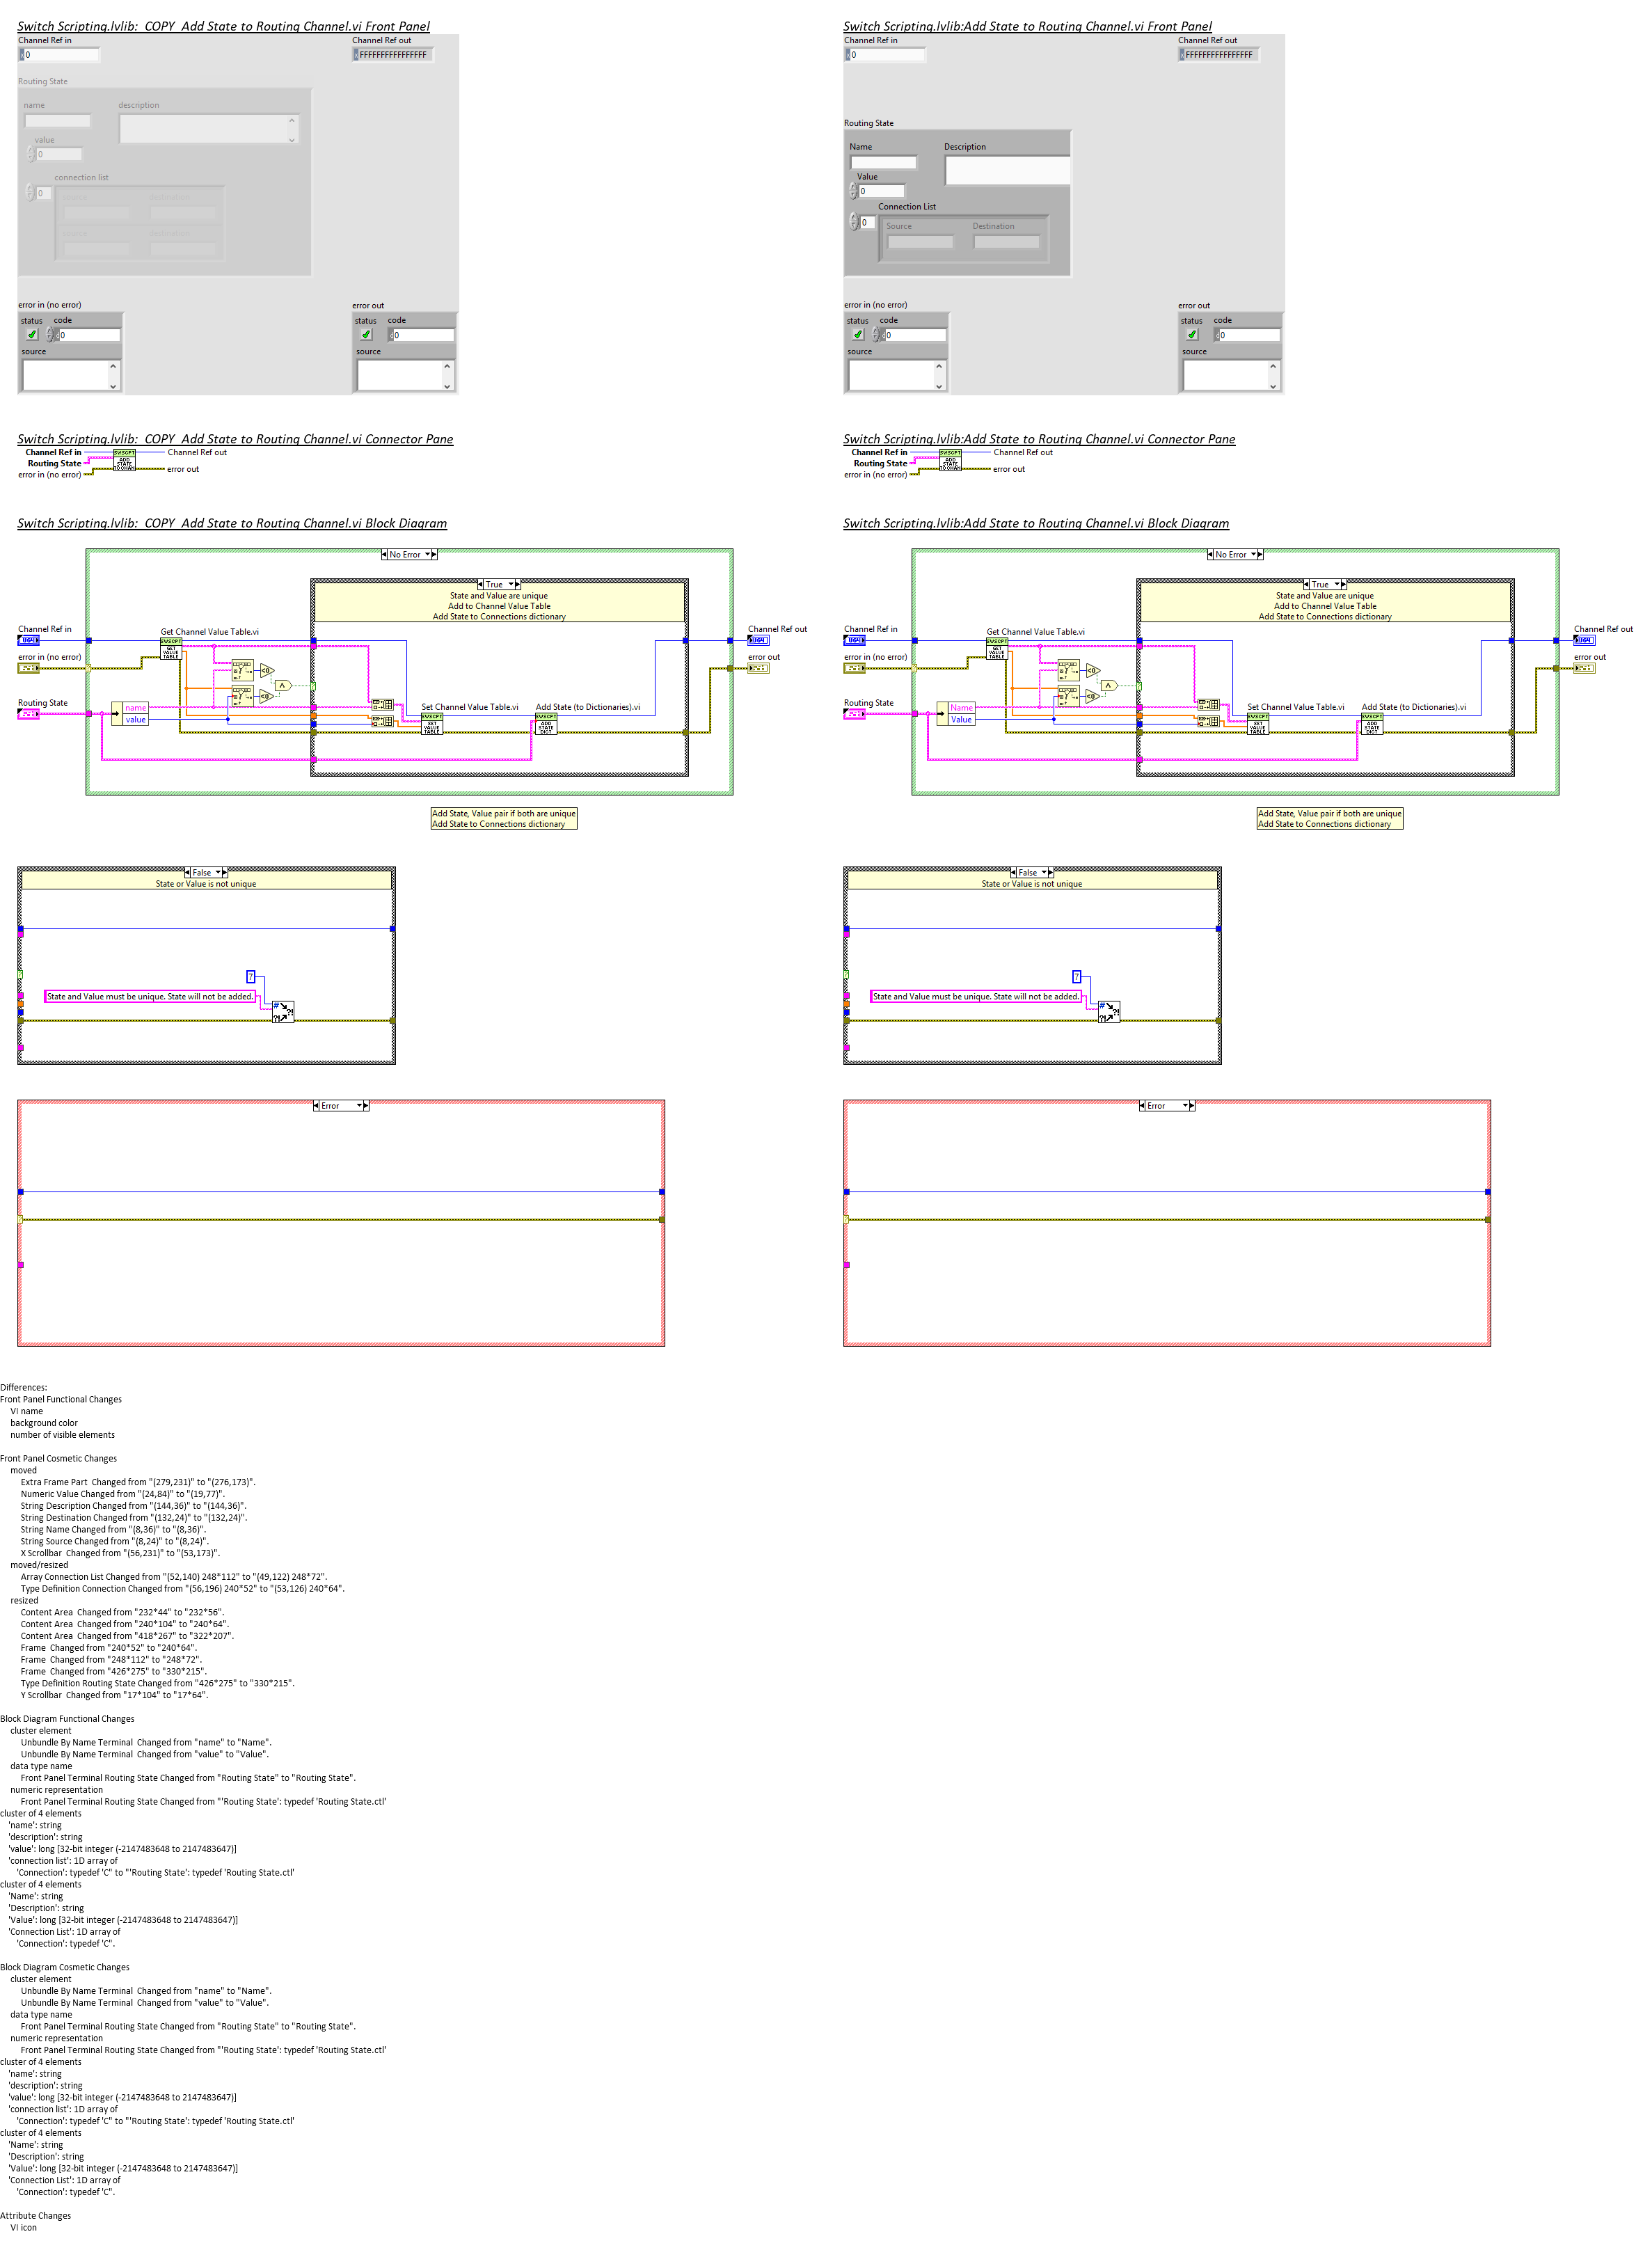 Switch Scripting.lvlib:_COPY_Add State to Routing Channel.vi Front Panel
Channel Ref in
Channel Ref out
0
FFFFFFFFFFFFFFFF
Routing State
name
description
value
0
connection list
0
source
destination
source
destination
error in (no error)
error out
status
code
status
code
0
0
source
source
Switch Scripting.lvlib:Add State to Routing Channel.vi Front Panel
Channel Ref in
Channel Ref out
0
FFFFFFFFFFFFFFFF
Routing State
Name
Description
Value
0
Connection List
0
Source
Destination
error in (no error)
error out
status
code
status
code
0
0
source
source
Switch Scripting.lvlib:_COPY_Add State to Routing Channel.vi Connector Pane
Channel Ref in
Channel Ref out
Routing State
error in (no error)
error out
SWSCPT
ADD
STATE
TO CHAN
Switch Scripting.lvlib:Add State to Routing Channel.vi Connector Pane
Channel Ref in
Channel Ref out
Routing State
error in (no error)
error out
SWSCPT
ADD
STATE
TO CHAN
Switch Scripting.lvlib:_COPY_Add State to Routing Channel.vi Block Diagram
No Error
True
State and Value are unique
Add to Channel Value Table
Add State to Connections dictionary
Channel Ref in
U64
Get Channel Value Table.vi
SWSCPT
GET
VALUE
TABLE
Channel Ref out
U64
error in (no error)
error out
Routing State
name
value
Set Channel Value Table.vi
SWSCPT
SET
VALUE
TABLE
Add State (to Dictionaries).vi
SWSCPT
ADD
STATE
DICT
Add State, Value pair if both are unique
Add State to Connections dictionary
Switch Scripting.lvlib:Add State to Routing Channel.vi Block Diagram
No Error
True
State and Value are unique
Add to Channel Value Table
Add State to Connections dictionary
Channel Ref in
U64
Get Channel Value Table.vi
SWSCPT
GET
VALUE
TABLE
Channel Ref out
U64
error in (no error)
error out
Routing State
Name
Value
Set Channel Value Table.vi
SWSCPT
SET
VALUE
TABLE
Add State (to Dictionaries).vi
SWSCPT
ADD
STATE
DICT
Add State, Value pair if both are unique
Add State to Connections dictionary
False
State or Value is not unique
7
State and Value must be unique. State will not be added.
False
State or Value is not unique
7
State and Value must be unique. State will not be added.
Error
Error
Differences:
Front Panel Functional Changes
VI name
background color
number of visible elements
Front Panel Cosmetic Changes
moved
Extra Frame Part  Changed from "(279,231)" to "(276,173)".
Numeric Value Changed from "(24,84)" to "(19,77)".
String Description Changed from "(144,36)" to "(144,36)".
String Destination Changed from "(132,24)" to "(132,24)".
String Name Changed from "(8,36)" to "(8,36)".
String Source Changed from "(8,24)" to "(8,24)".
X Scrollbar  Changed from "(56,231)" to "(53,173)".
moved/resized
Array Connection List Changed from "(52,140) 248*112" to "(49,122) 248*72".
Type Definition Connection Changed from "(56,196) 240*52" to "(53,126) 240*64".
resized
Content Area  Changed from "232*44" to "232*56".
Content Area  Changed from "240*104" to "240*64".
Content Area  Changed from "418*267" to "322*207".
Frame  Changed from "240*52" to "240*64".
Frame  Changed from "248*112" to "248*72".
Frame  Changed from "426*275" to "330*215".
Type Definition Routing State Changed from "426*275" to "330*215".
Y Scrollbar  Changed from "17*104" to "17*64".
Block Diagram Functional Changes
cluster element
Unbundle By Name Terminal  Changed from "name" to "Name".
Unbundle By Name Terminal  Changed from "value" to "Value".
data type name
Front Panel Terminal Routing State Changed from "Routing State" to "Routing State".
numeric representation
Front Panel Terminal Routing State Changed from "'Routing State': typedef 'Routing State.ctl'
cluster of 4 elements
'name': string
'description': string
'value': long [32-bit integer (-2147483648 to 2147483647)]
'connection list': 1D array of
'Connection': typedef 'C" to "'Routing State': typedef 'Routing State.ctl'
cluster of 4 elements
'Name': string
'Description': string
'Value': long [32-bit integer (-2147483648 to 2147483647)]
'Connection List': 1D array of
'Connection': typedef 'C".
Block Diagram Cosmetic Changes
cluster element
Unbundle By Name Terminal  Changed from "name" to "Name".
Unbundle By Name Terminal  Changed from "value" to "Value".
data type name
Front Panel Terminal Routing State Changed from "Routing State" to "Routing State".
numeric representation
Front Panel Terminal Routing State Changed from "'Routing State': typedef 'Routing State.ctl'
cluster of 4 elements
'name': string
'description': string
'value': long [32-bit integer (-2147483648 to 2147483647)]
'connection list': 1D array of
'Connection': typedef 'C" to "'Routing State': typedef 'Routing State.ctl'
cluster of 4 elements
'Name': string
'Description': string
'Value': long [32-bit integer (-2147483648 to 2147483647)]
'Connection List': 1D array of
'Connection': typedef 'C".
Attribute Changes
VI icon